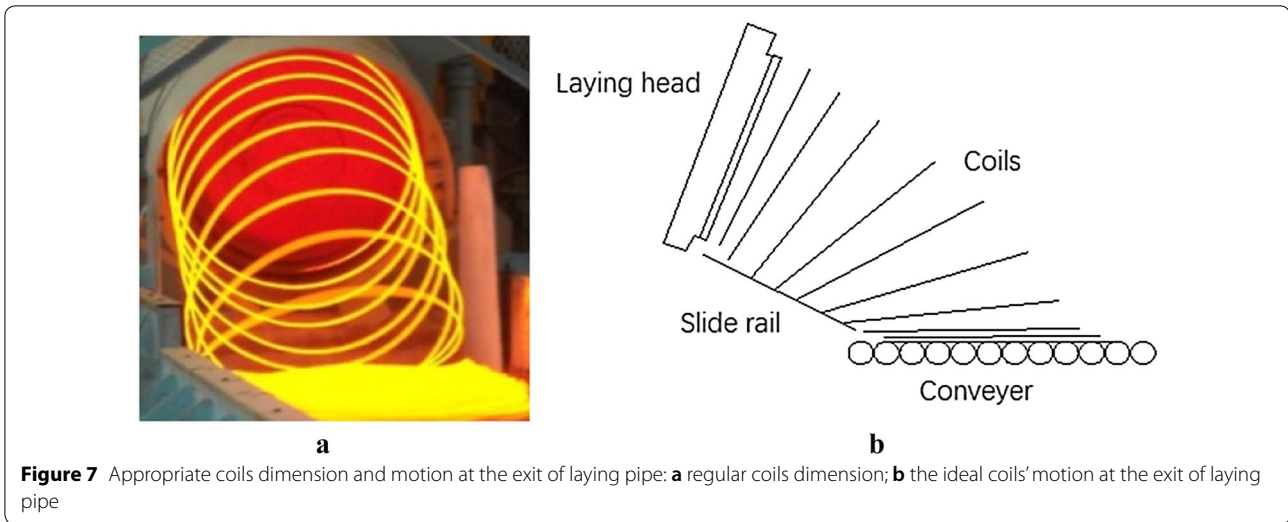 Laying head
Coils
Slide rail
Conveyer
a
b
Figure 7 Appropriate coils dimension and motion at the exit of laying pipe: a regular coils dimension; b the ideal coils’ motion at the exit of laying
pipe